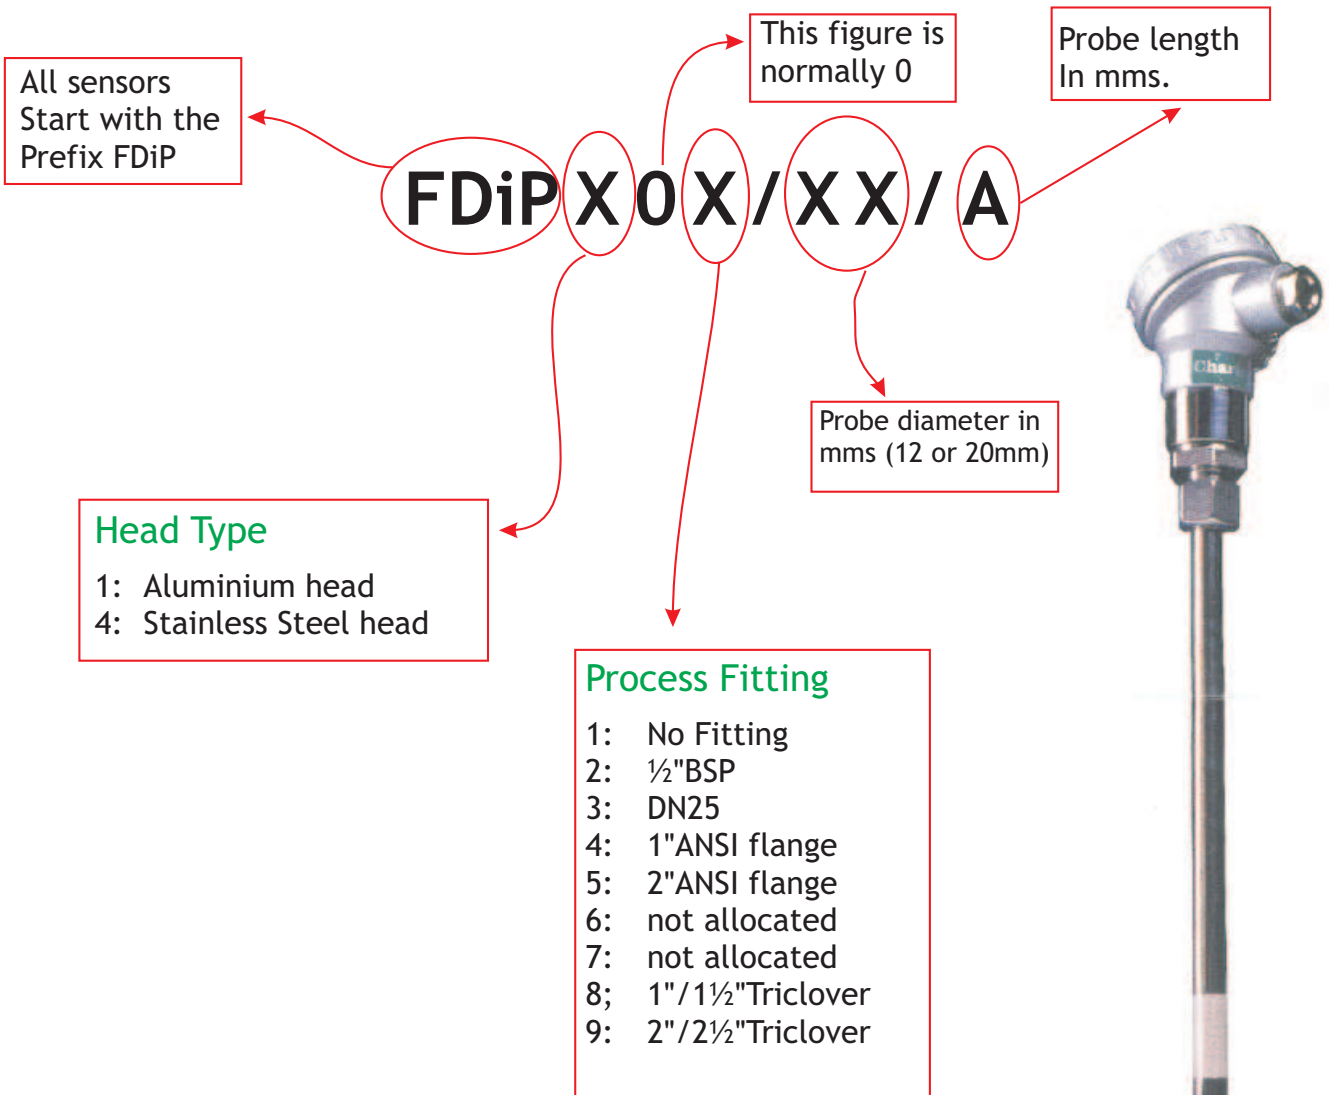 This figure is
normally 0
Probe length
In mms.
All sensors
Start with the
Prefix FDiP
FDiP X 0 X / X X / A
Probe diameter in
mms (12 or 20mm)
Head Type
1: Aluminium head
4: Stainless Steel head
Process Fitting
1: No Fitting
2: ½"BSP
3: DN25
4: 1"ANSI flange
5: 2"ANSI flange
6: not allocated
7: not allocated
8; 1"/1½"Triclover
9: 2"/2½"Triclover